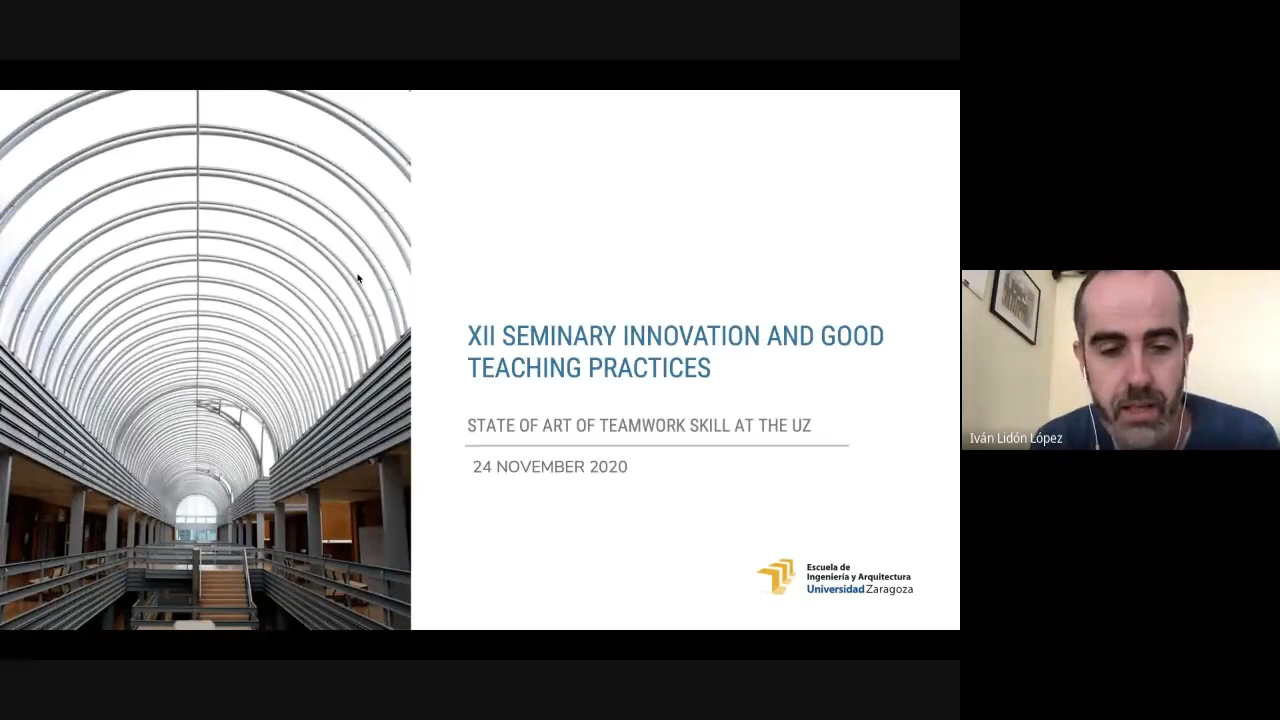 XII SEMINARY INNOVATION AND GOOD
TEACHING PRACTICES
STATE OF ART OF TEAMWORK SKILL AT THE UZ
24 NOVEMBER 2020
Escuela de
Ingeniería y Arquitectura
Universidad Zaragoza
Iván Lidón López